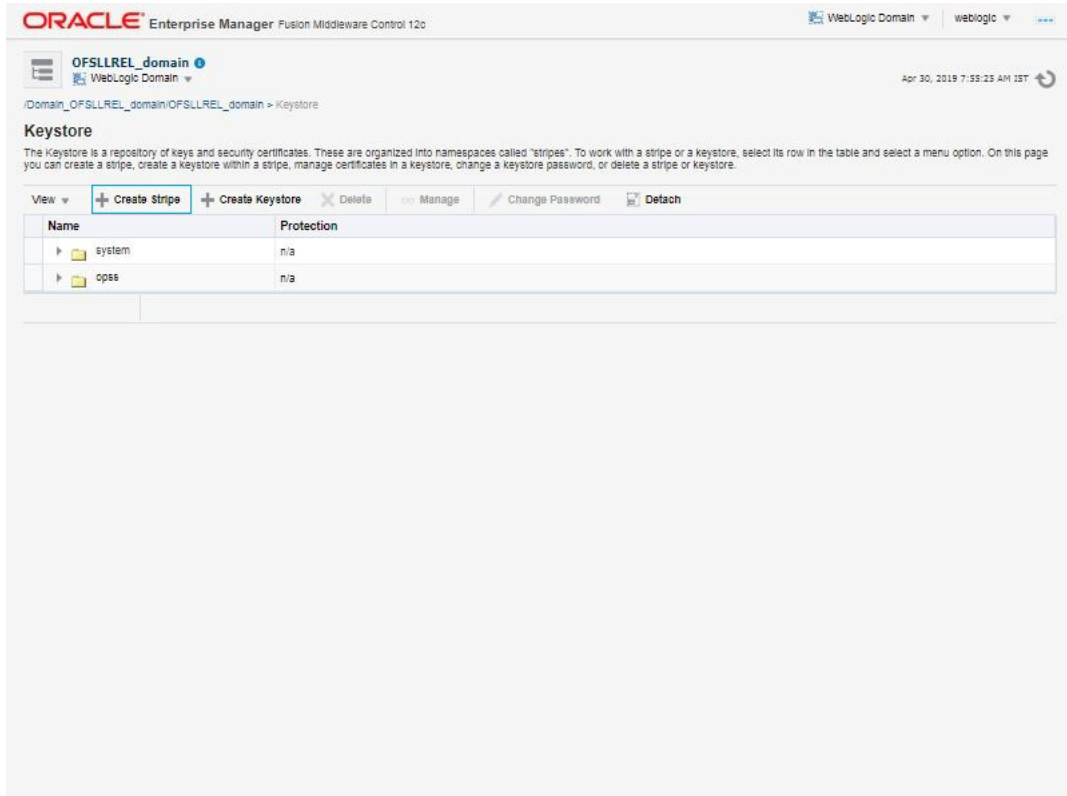 ORACLE® Enterprise Manager Fusion Middleware Control 12c WebLogic Domain weblogic
OFSLLREL_domain
WebLogic Domain Apr 30, 2019 7:55:25 AM IST
/Domain_OFSLLREL_domain/OFSLLREL_domain > Keystore
Keystore
The Keystore is a repository of keys and security certificates. These are organized into namespaces called "stripes". To work with a stripe or a keystore, select its row in the table and select a menu option. On this page
you can create a stripe, create a keystore within a stripe, manage certificates in a keystore, change a keystore password, or delete a stripe or keystore.
View Create Stripe Create Keystore Delete Manage Change Password Detach
Name Protection
system n/a
opss n/a